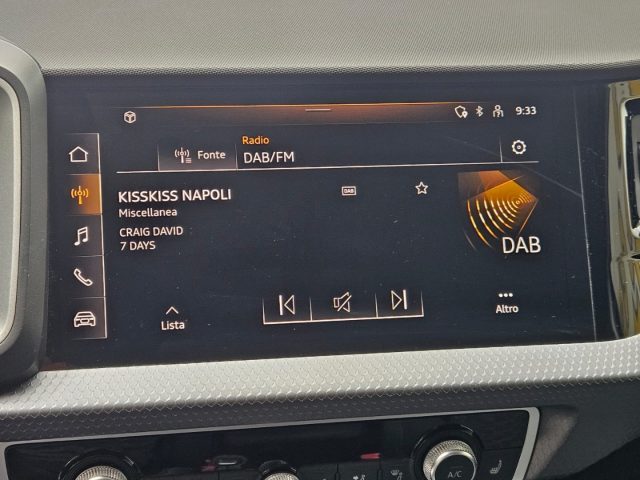 9:33
Radio
Fonte
DAB/FM
KISSKISS NAPOLI
DAB
Miscellanea
CRAIG DAVID
7 DAYS
DAB
Lista
Altro
A/C